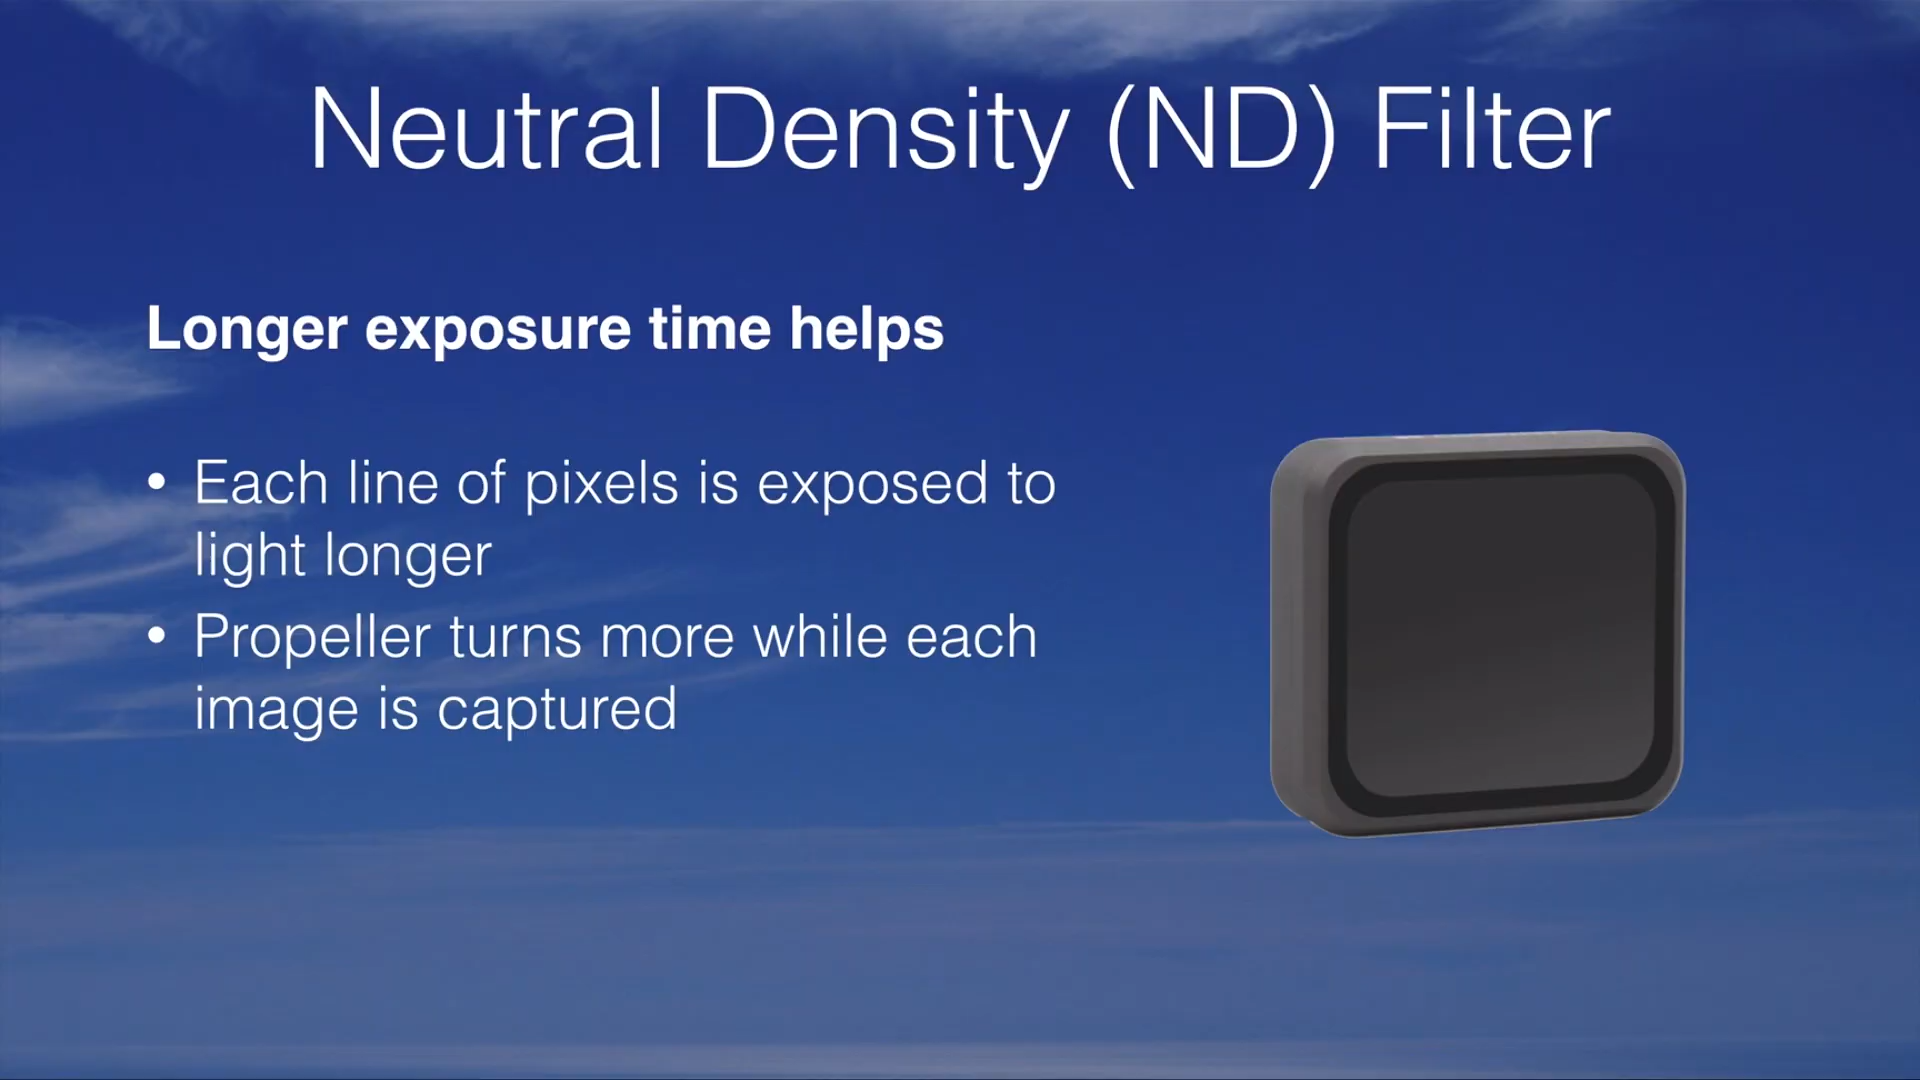 Neutral Density (ND) Filter
Longer exposure time helps
• Each line of pixels is exposed to
light longer
• Propeller turns more while each
image is captured